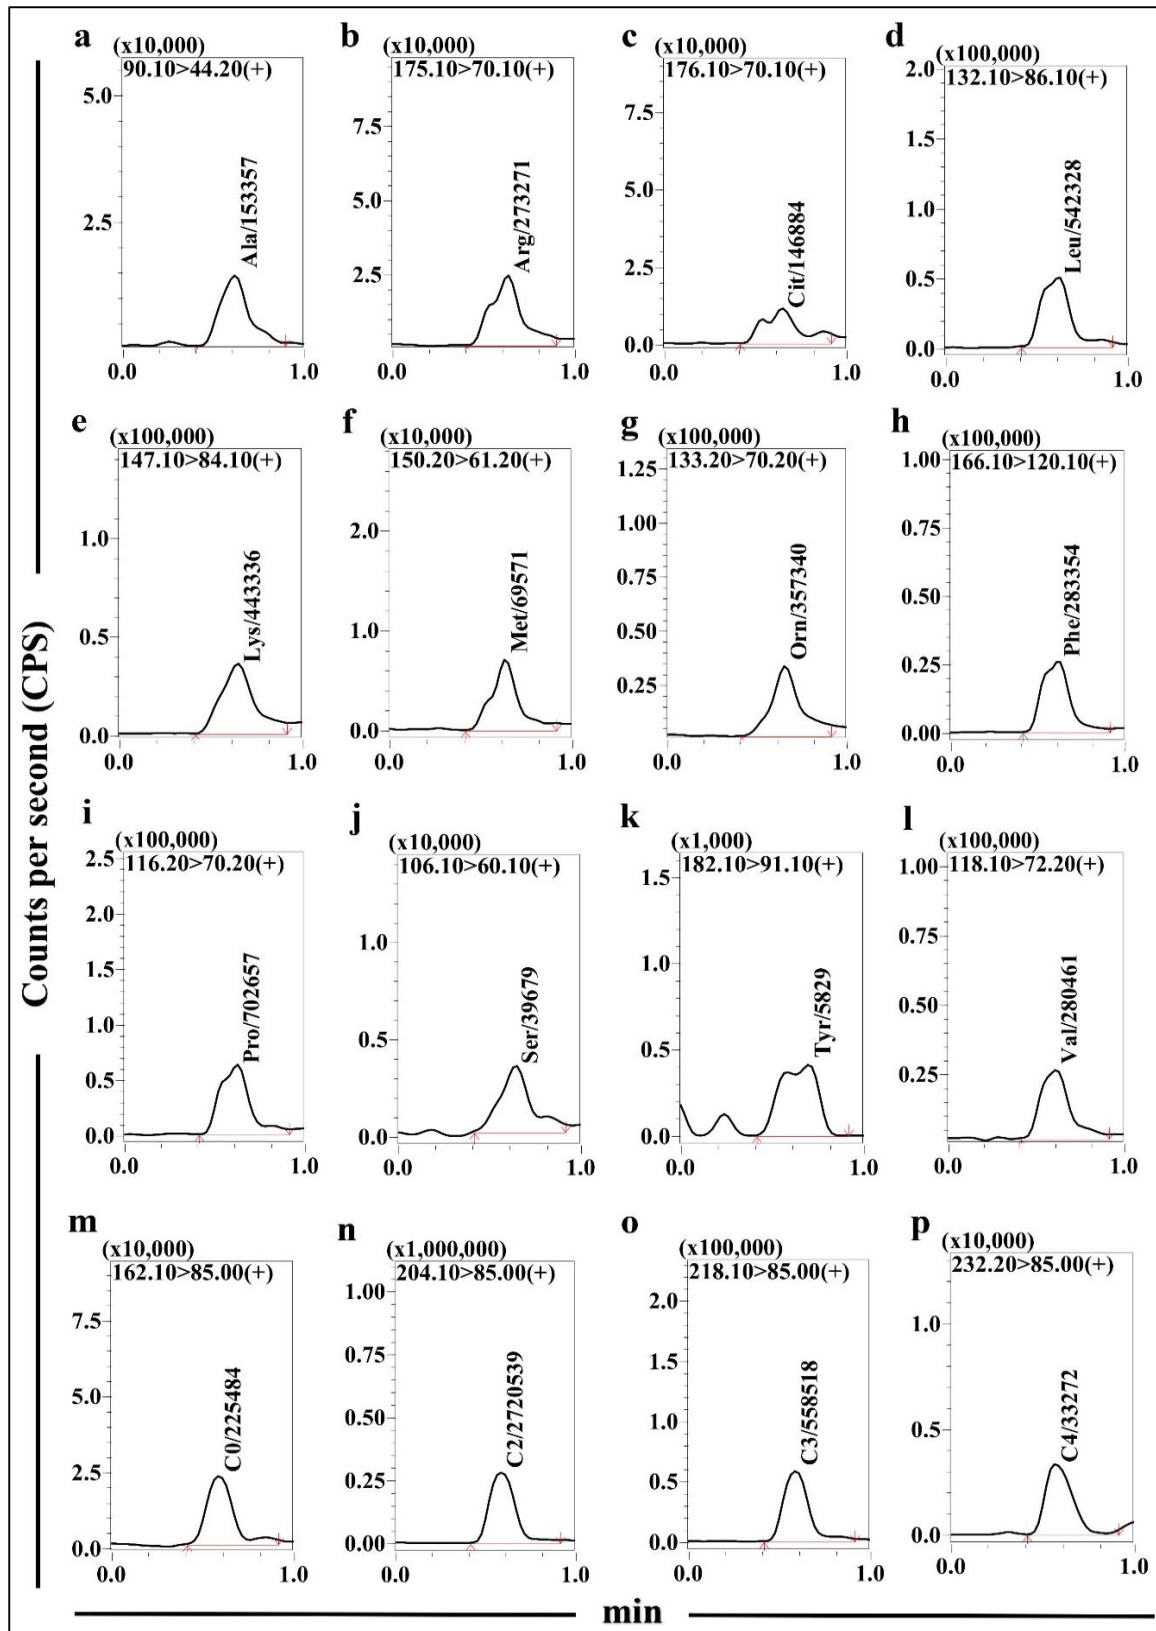 a
(x10,000)
90.10>44.20(+)
5.0
2.5
Ala/153357
0.0
1.0
b
(x10,000)
175.10>70.10(+)
7.5
5.0
2.5
Arg/273271
0.0
1.0
c
(x10,000)
176.10>70.10(+)
7.5
5.0
2.5
0.0
Cit/146884
0.0
1.0
d
(x100,000)
132.10>86.10(+)
2.0
1.5
1.0
0.5
0.0
Leu/542328
0.0
1.0
e
(x100,000)
147.10>84.10(+)
1.0
0.5
0.0
Lys/443336
0.0
1.0
f
(x10,000)
150.20>61.20(+)
2.0
1.0
0.0
Met/69571
0.0
1.0
g
(x100,000)
133.20>70.20(+)
1.25
1.00
0.75
0.50
0.25
Orn/357340
0.0
1.0
h
(x100,000)
166.10>120.10(+)
1.00
0.75
0.50
0.25
0.00
Phe/283354
0.0
1.0
i
(x100,000)
116.20>70.20(+)
2.5
2.0
1.5
1.0
0.5
0.0
Pro/702657
0.0
1.0
j
(x10,000)
106.10>60.10(+)
1.0
0.5
0.0
Ser/39679
0.0
1.0
k
(x1,000)
182.10>91.10(+)
1.5
1.0
0.5
0.0
Tyr/5829
0.0
1.0
l
(x100,000)
118.10>72.20(+)
1.00
0.75
0.50
0.25
Val/280461
0.0
1.0
m
(x10,000)
162.10>85.00(+)
7.5
5.0
2.5
0.0
C0/225484
0.0
1.0
n
(x1,000,000)
204.10>85.00(+)
1.00
0.75
0.50
0.25
0.00
C2/2720539
0.0
1.0
o
(x100,000)
218.10>85.00(+)
2.0
1.5
1.0
0.5
0.0
C3/558518
0.0
1.0
p
(x10,000)
232.20>85.00(+)
1.0
0.5
0.0
C4/33272
0.0
1.0
Counts per second (CPS)
min